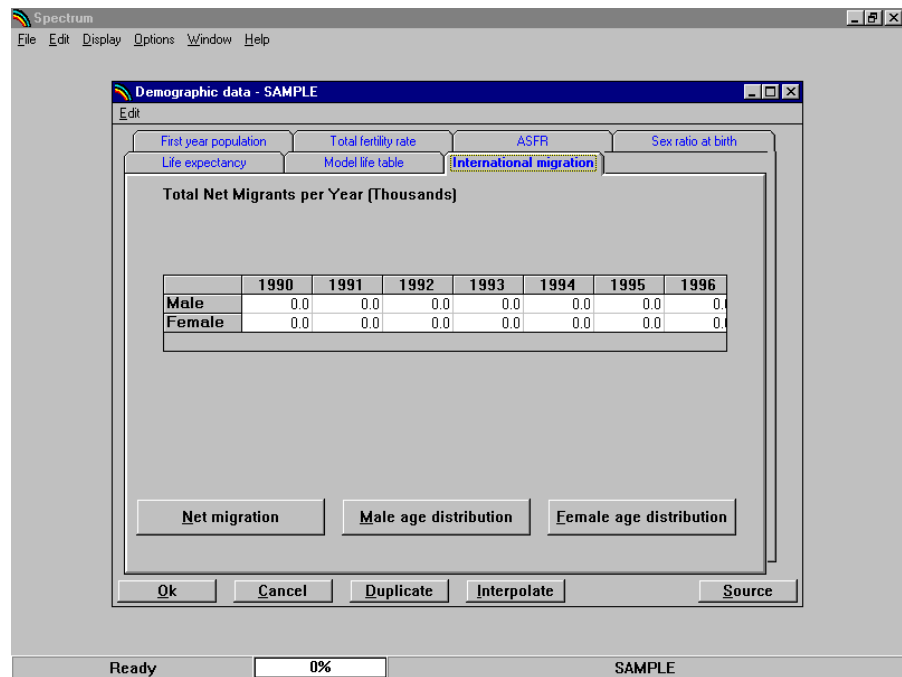 Spectrum
File Edit Display Options Window Help
Demographic data - SAMPLE
Edit
First year population Total fertility rate ASFR Sex ratio at birth
Life expectancy Model life table International migration
Total Net Migrants per Year (Thousands)
1990 1991 1992 1993 1994 1995 1996
Male 0.0 0.0 0.0 0.0 0.0 0.0 0.
Female 0.0 0.0 0.0 0.0 0.0 0.0 0.
Net migration Male age distribution Female age distribution
Ok Cancel Duplicate Interpolate Source
Ready 0% SAMPLE